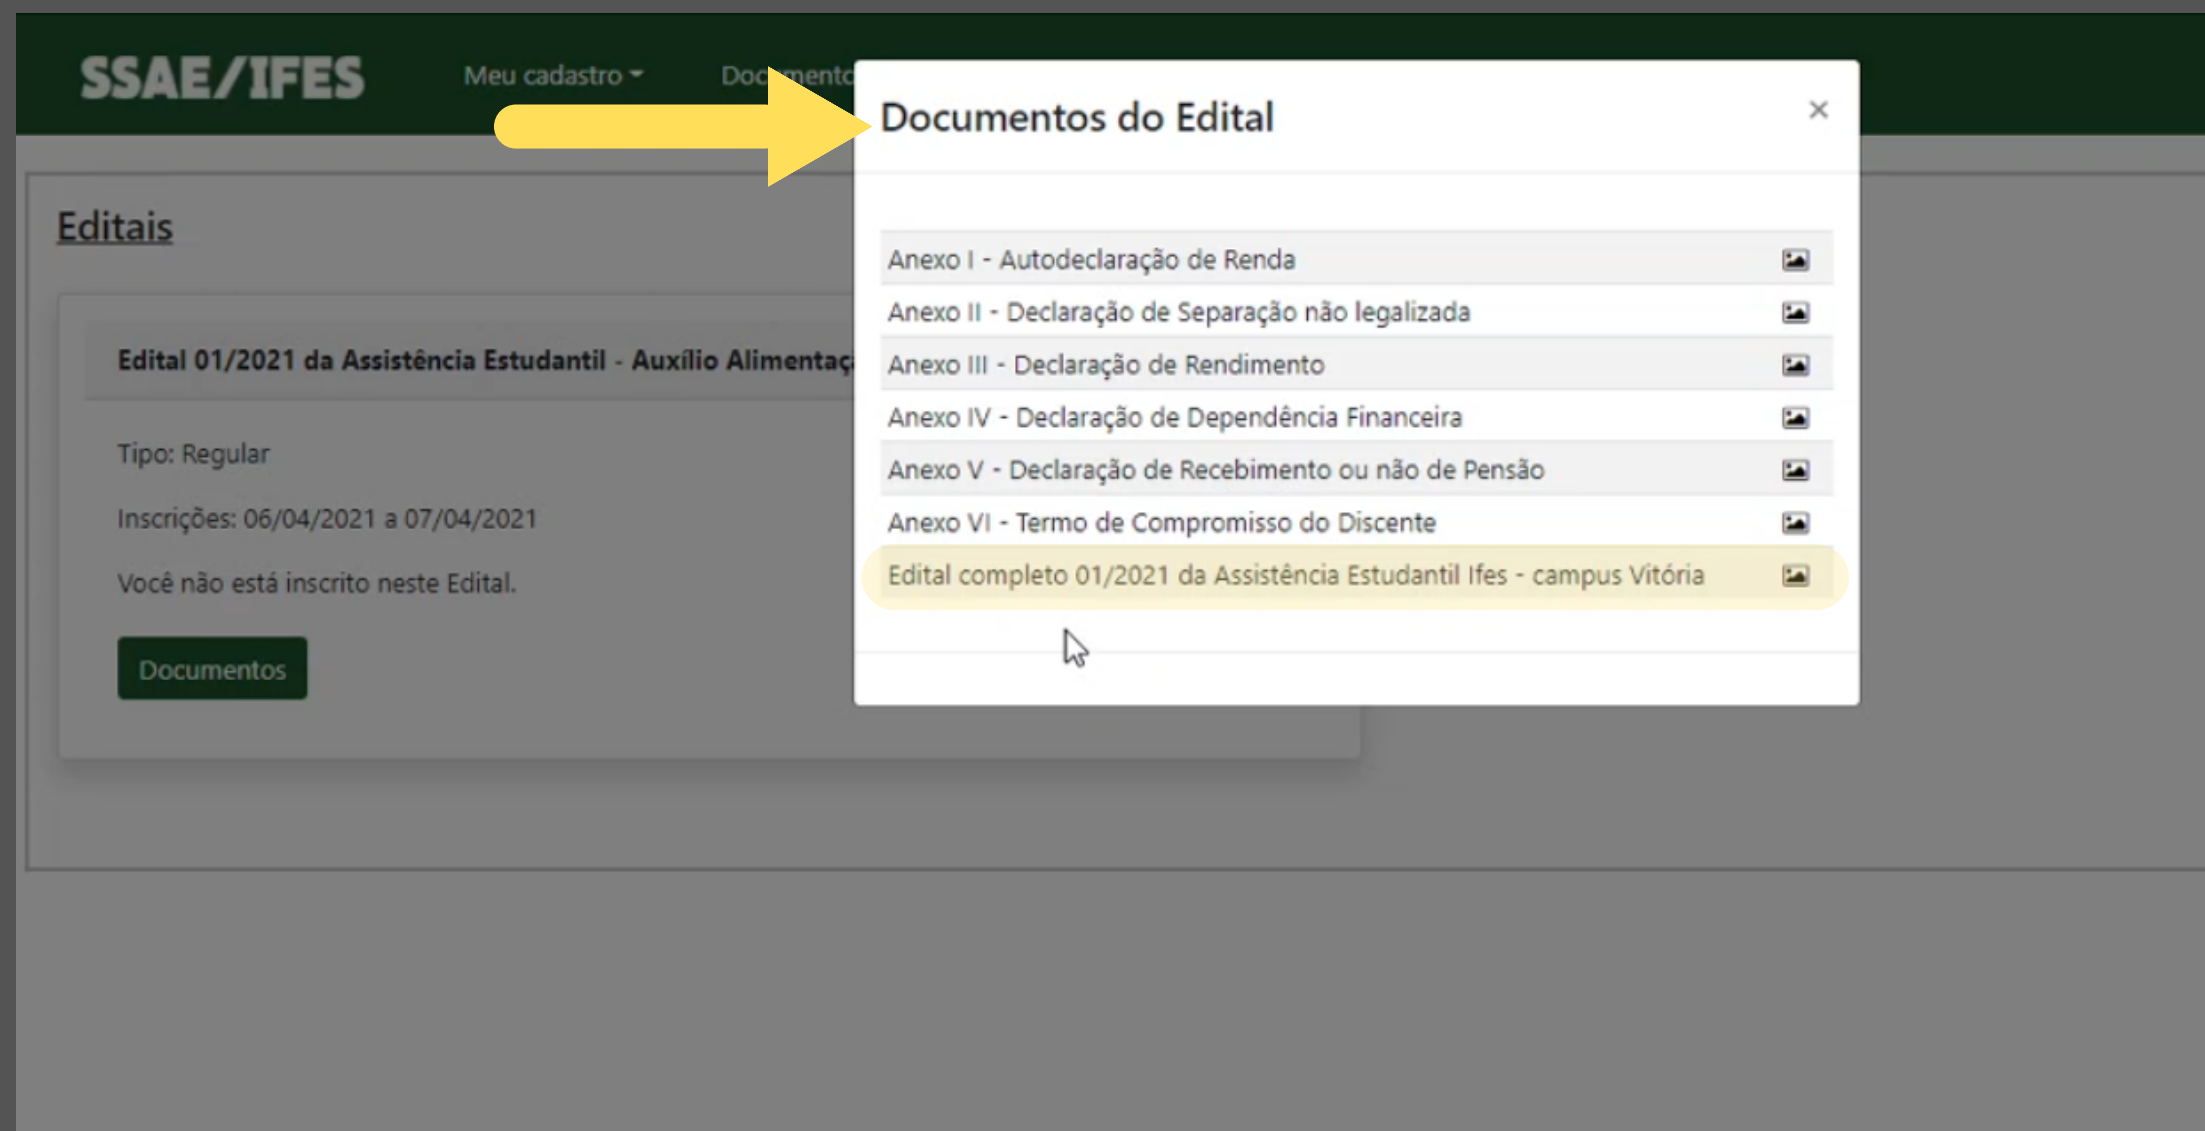 SSAE/IFES
Meu cadastro
Documentos do Edital
×
Anexo I - Autodeclaração de Renda
Anexo II - Declaração de Separação não legalizada
Anexo III - Declaração de Rendimento
Anexo IV - Declaração de Dependência Financeira
Anexo V - Declaração de Recebimento ou não de Pensão
Anexo VI - Termo de Compromisso do Discente
Edital completo 01/2021 da Assistência Estudantil Ifes - campus Vitória
Editais
Edital 01/2021 da Assistência Estudantil - Auxílio
Tipo: Regular
Inscrições: 06/04/2021 a 07/04/2021
Você não está inscrito neste Edital.
Documentos